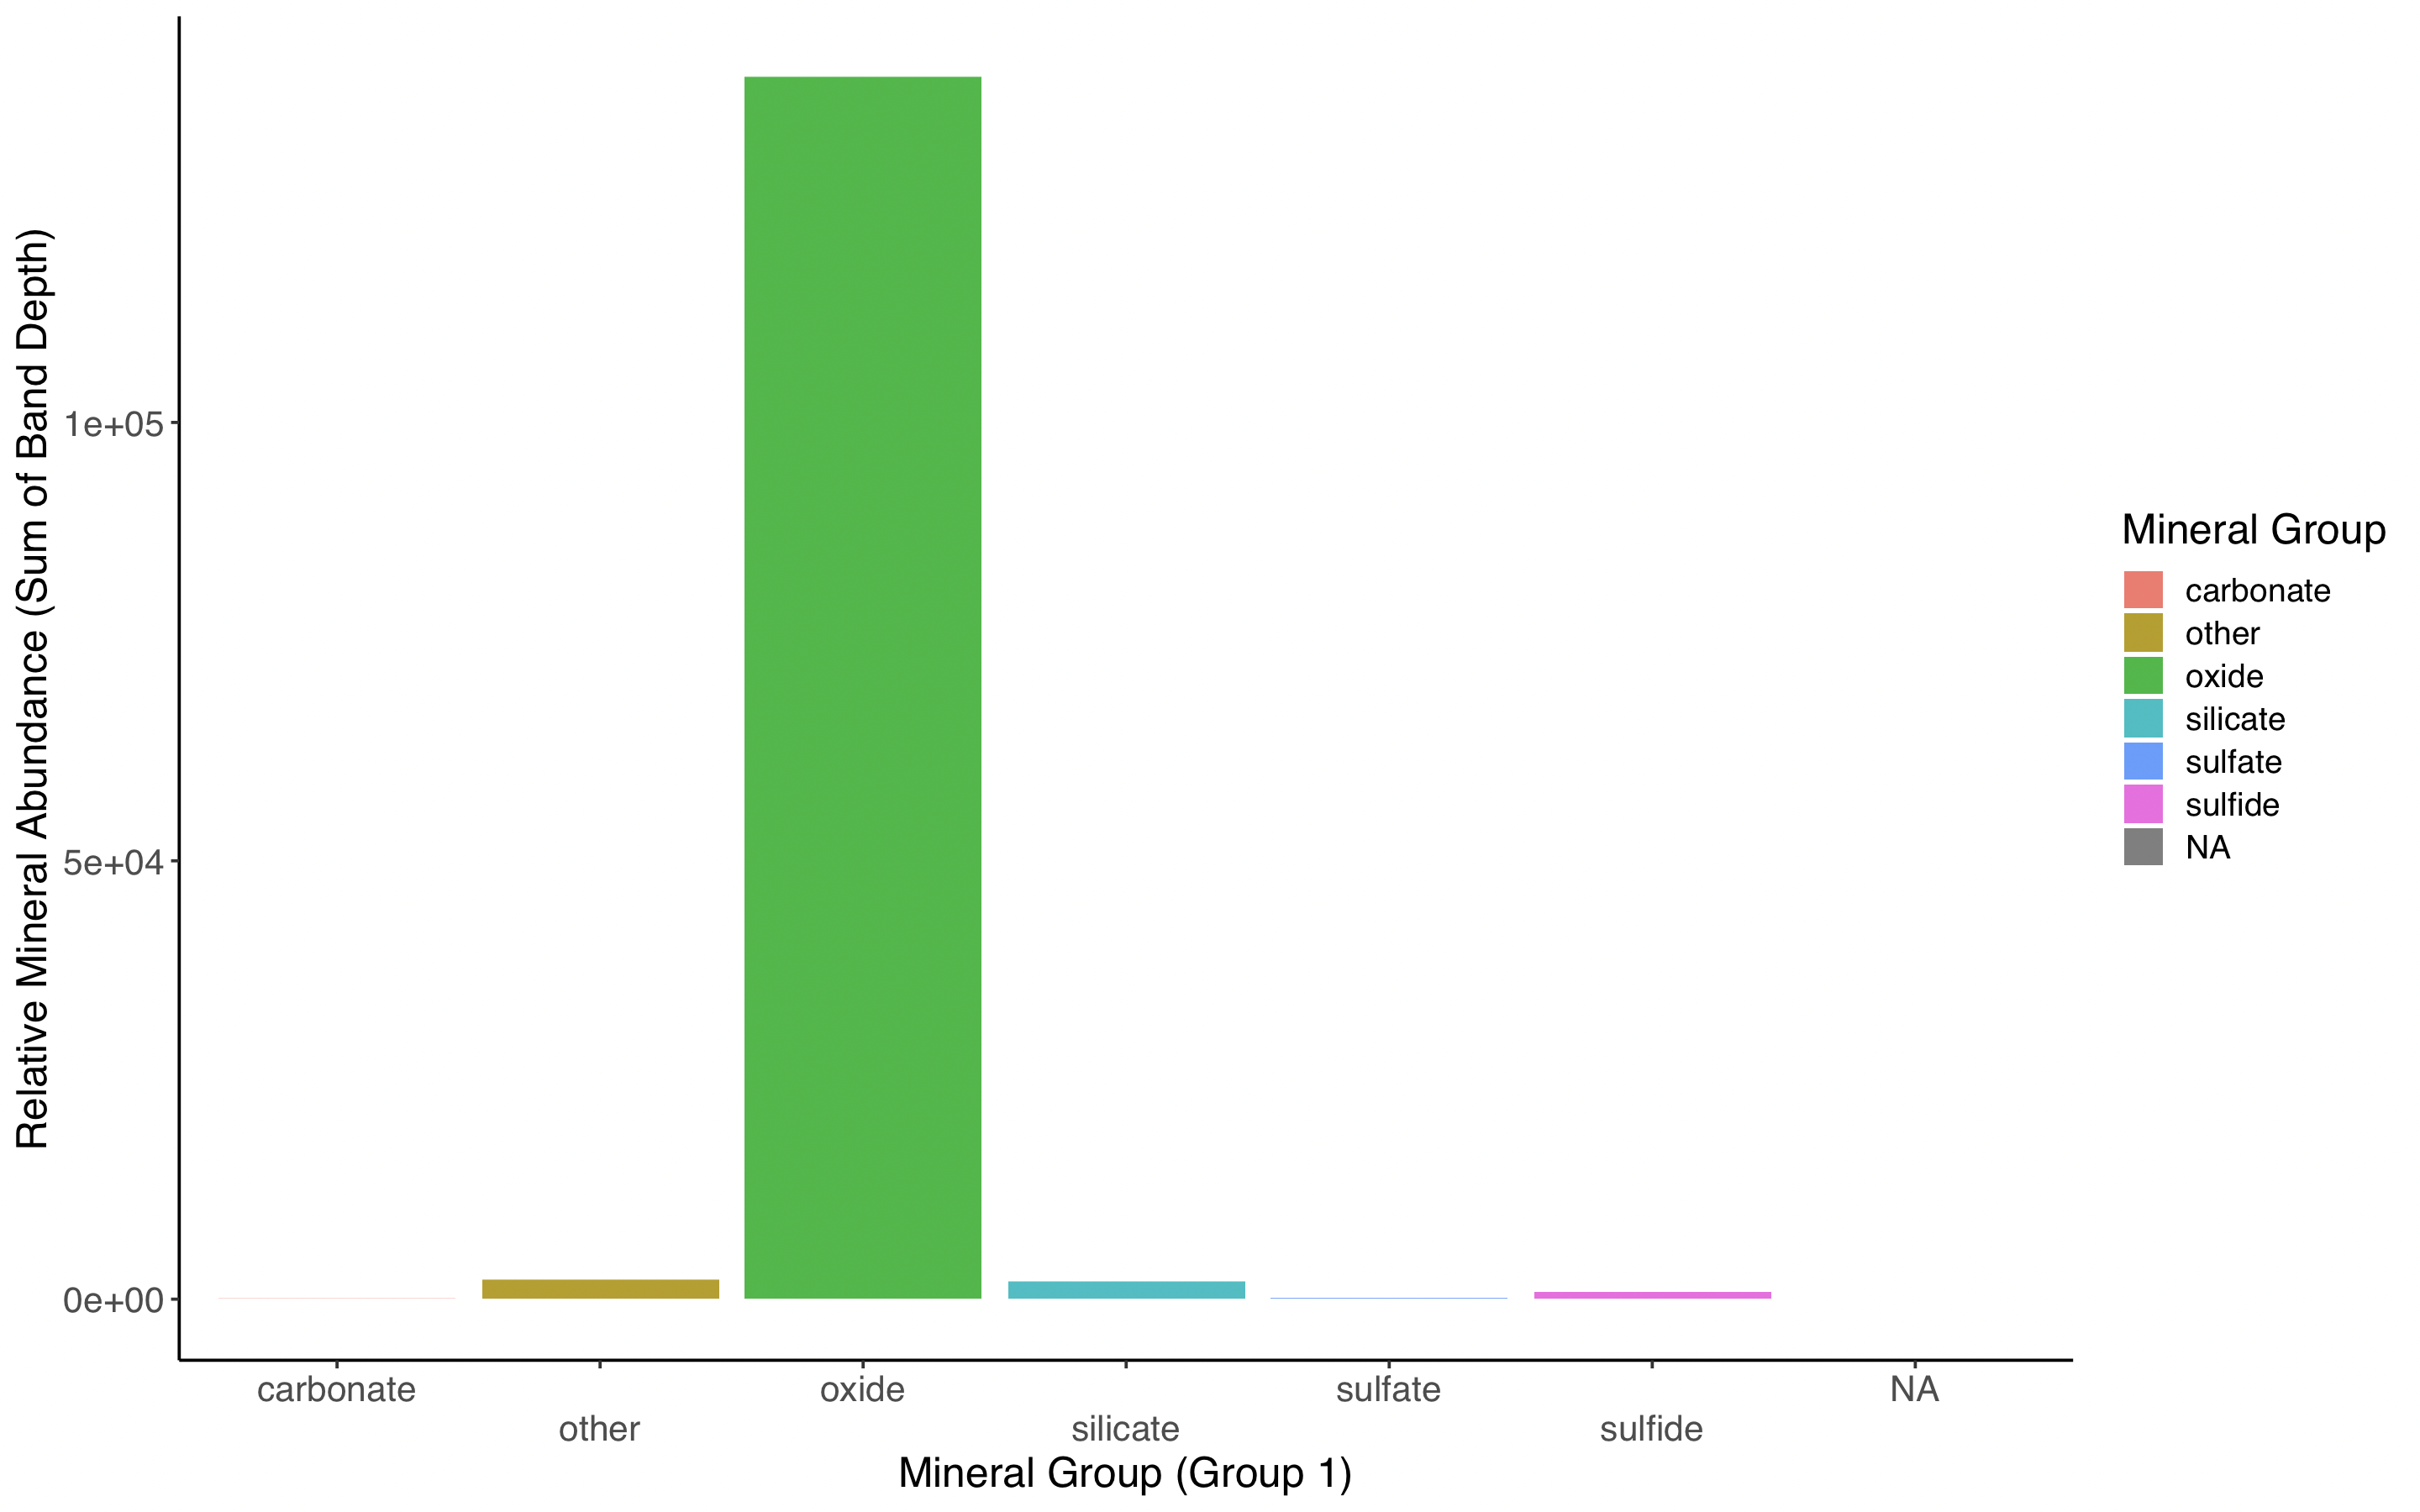 Relative Mineral Abundance (Sum of Band Depth)
1e+05
5e+04
0e+00
carbonate
other
oxide
silicate
sulfate
sulfide
NA
Mineral Group (Group 1)
Mineral Group
carbonate
other
oxide
silicate
sulfate
sulfide
NA